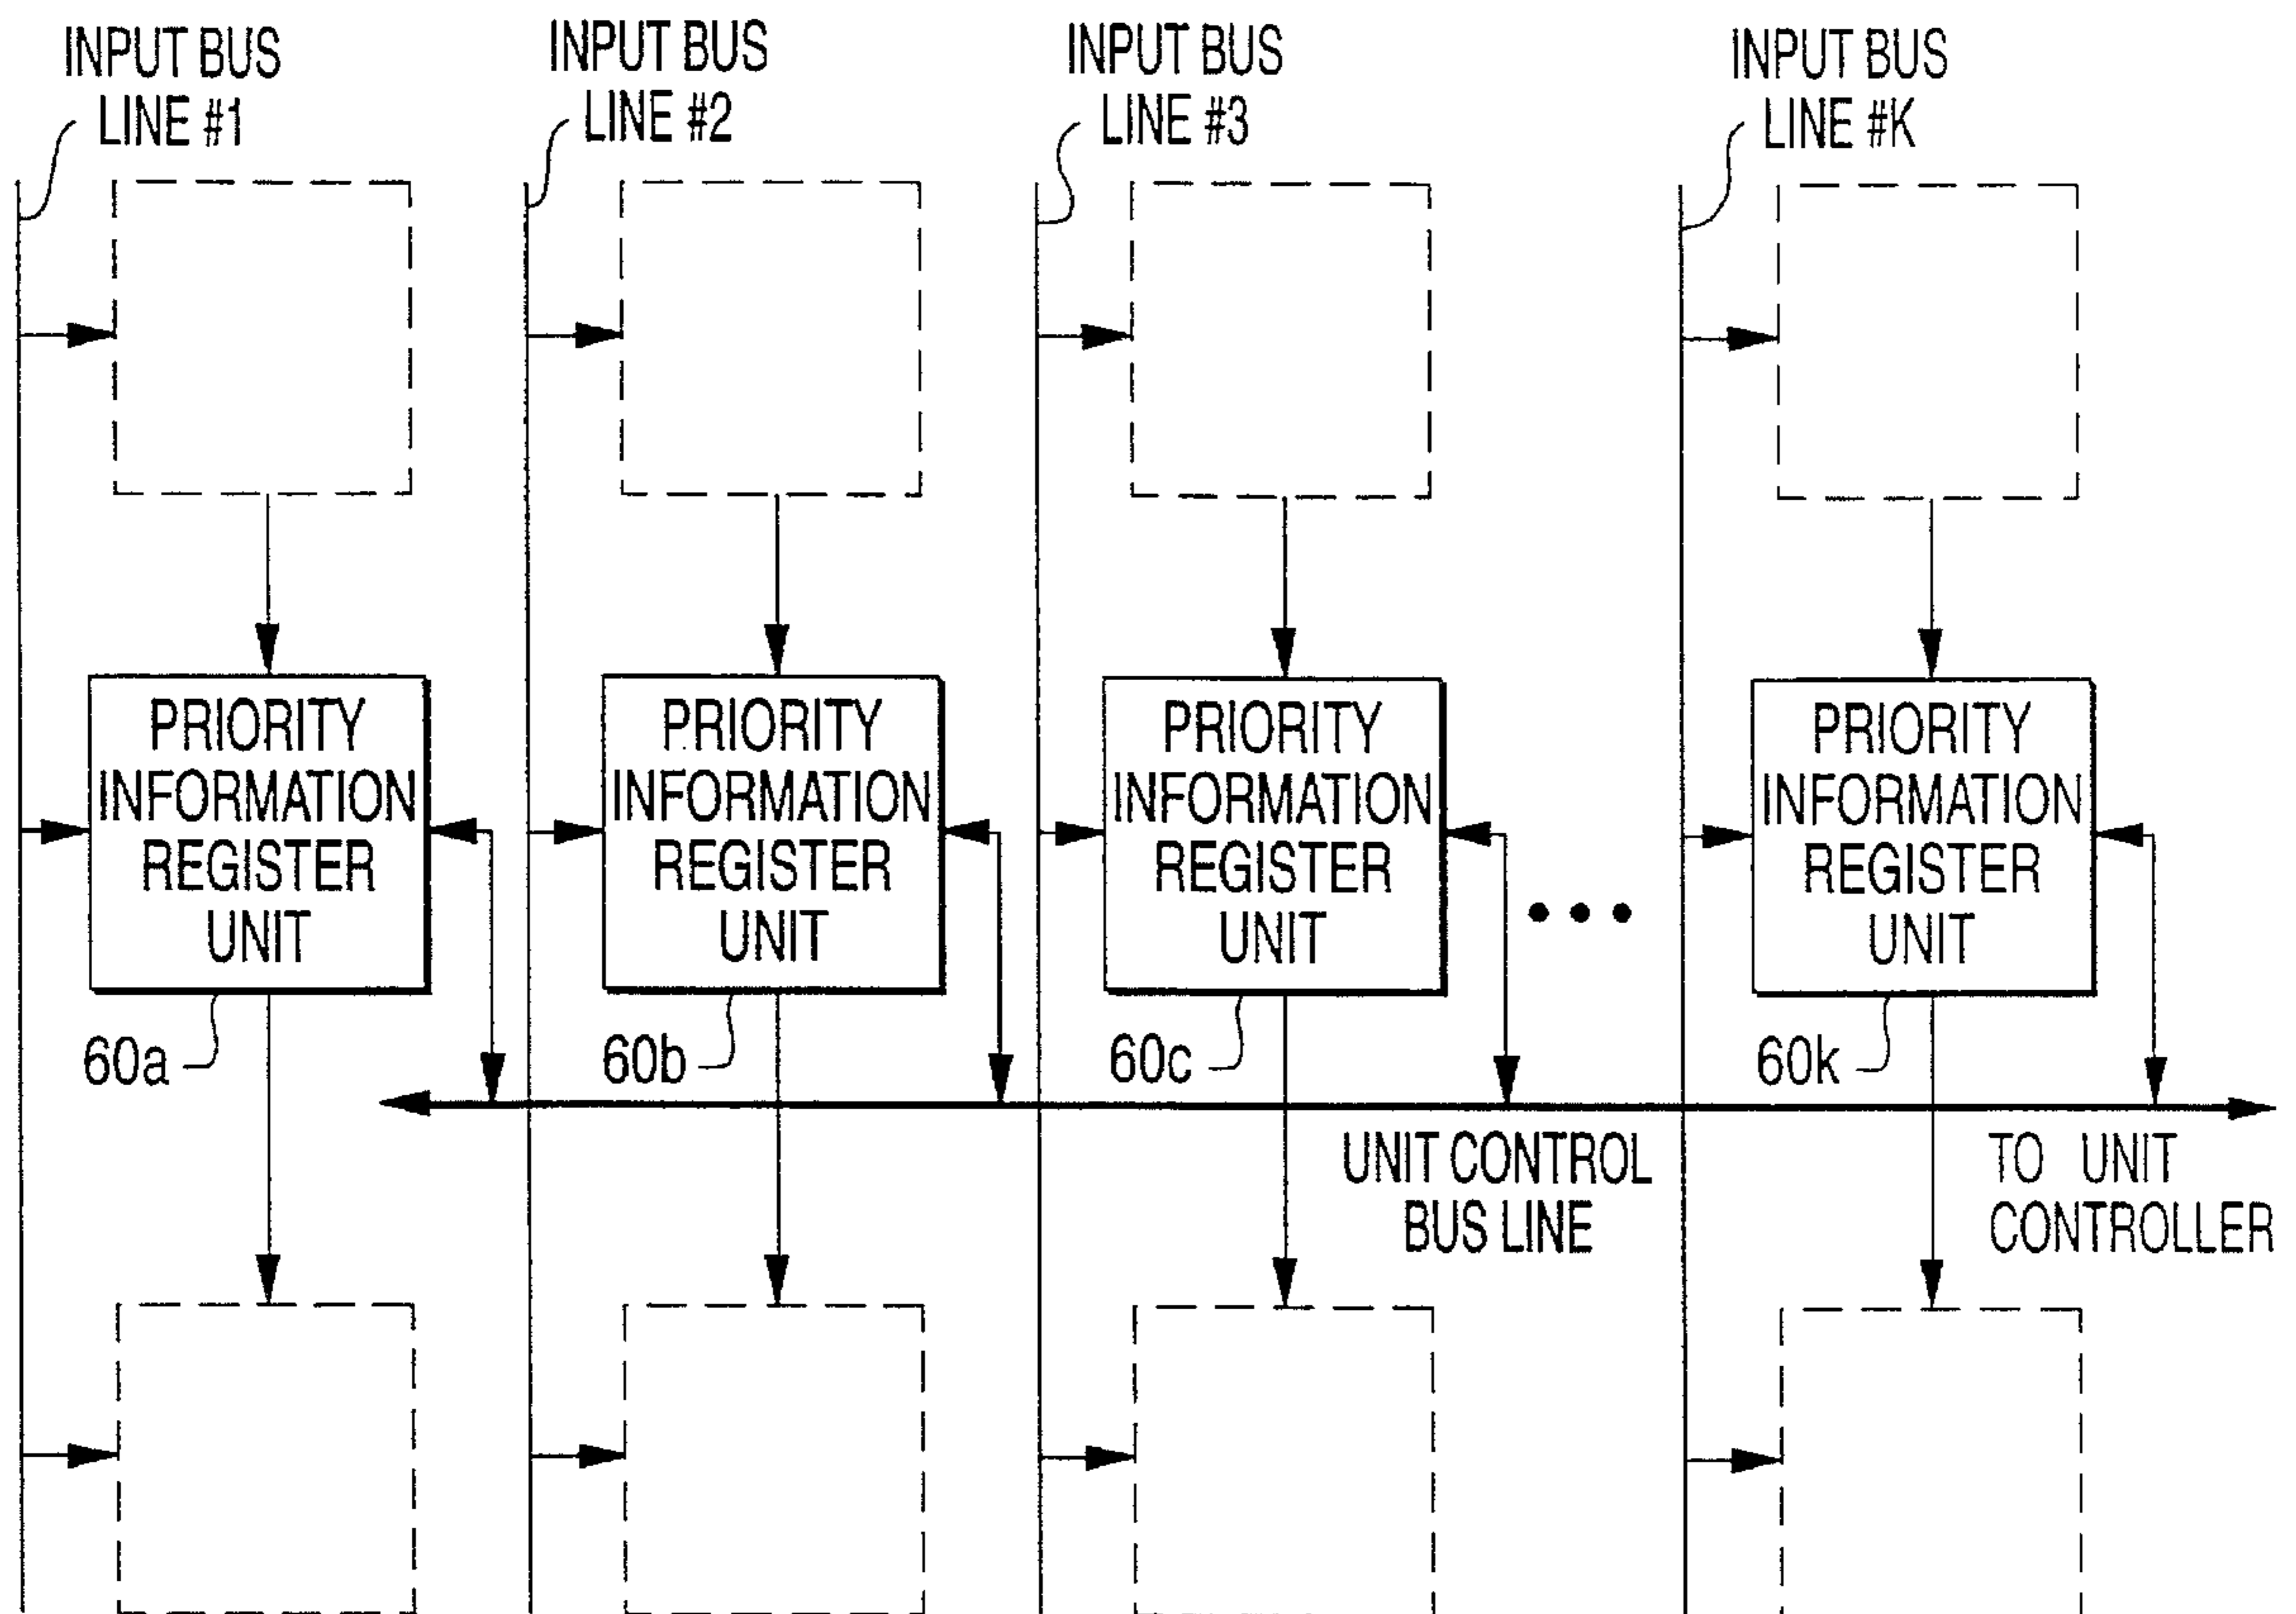 INPUT BUS
LINE #1
INPUT BUS
LINE #2
INPUT BUS
LINE #3
INPUT BUS
LINE #K
PRIORITY
INFORMATION
REGISTER
UNIT
PRIORITY
INFORMATION
REGISTER
UNIT
PRIORITY
INFORMATION
REGISTER
UNIT
PRIORITY
INFORMATION
REGISTER
UNIT
60a
60b
60c
60k
UNIT CONTROL
BUS LINE
TO UNIT
CONTROLLER